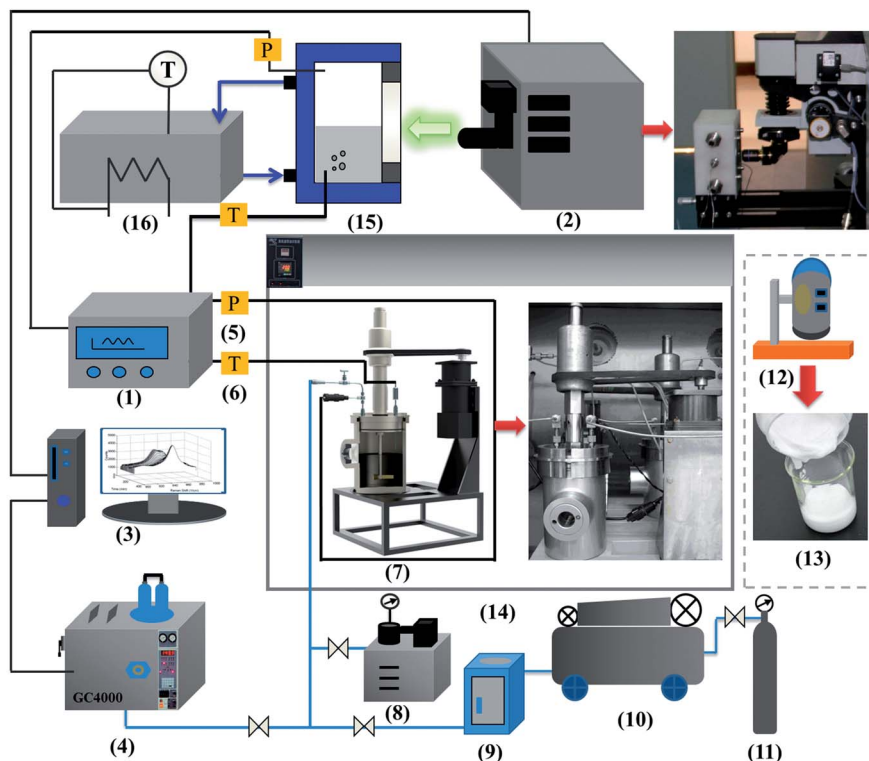 P
T
(16)
T
(15)
(2)
P
(5)
T
(1)
(6)
(12)
(3)
(7)
(13)
(14)
GC4000
(4)
(8)
(9)
(10)
(11)